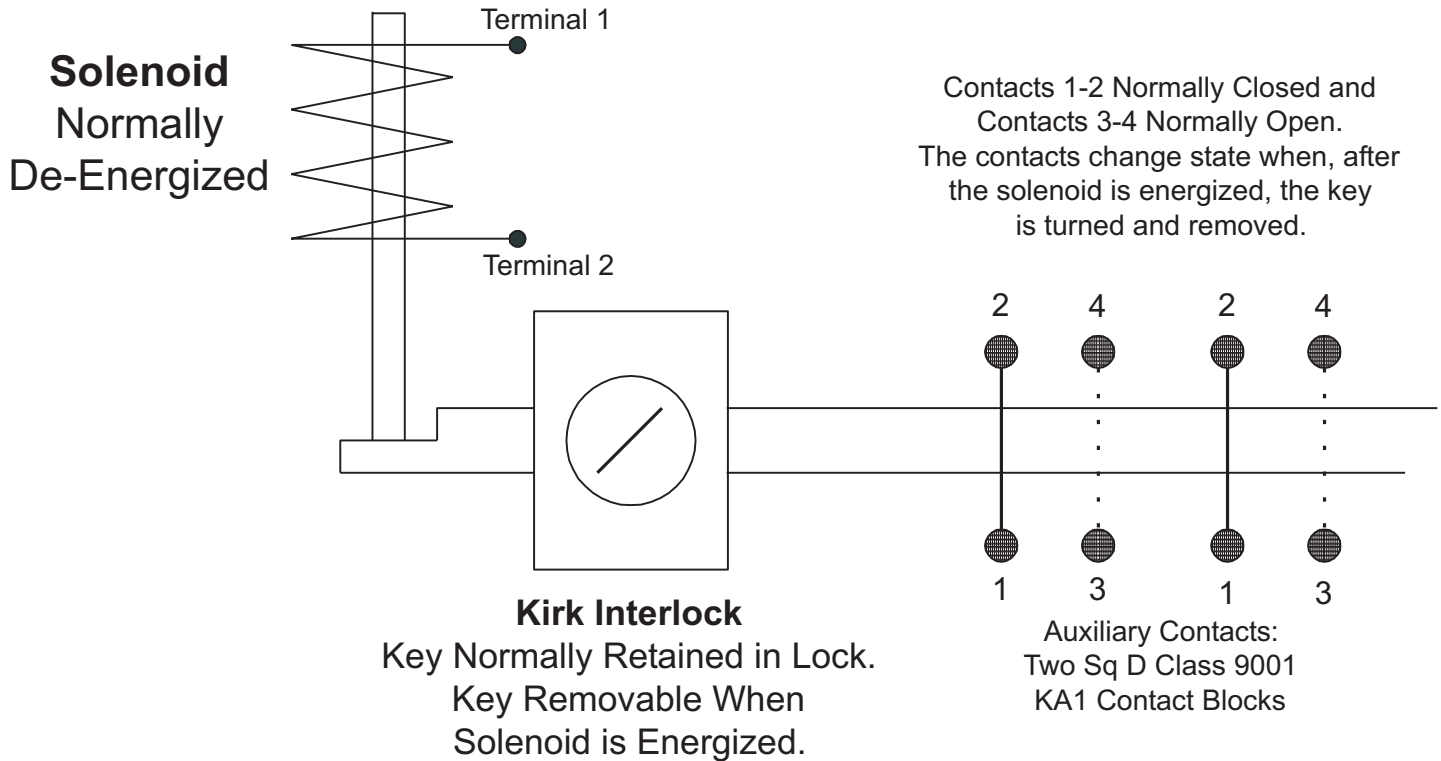 Terminal 1
Solenoid
Normally
De-Energized
Terminal 2
Contacts 1-2 Normally Closed and
Contacts 3-4 Normally Open.
The contacts change state when, after
the solenoid is energized, the key
is turned and removed.
2 4 2 4
1 3 1 3
Kirk Interlock
Key Normally Retained in Lock.
Key Removable When
Solenoid is Energized.
Auxiliary Contacts:
Two Sq D Class 9001
KA1 Contact Blocks